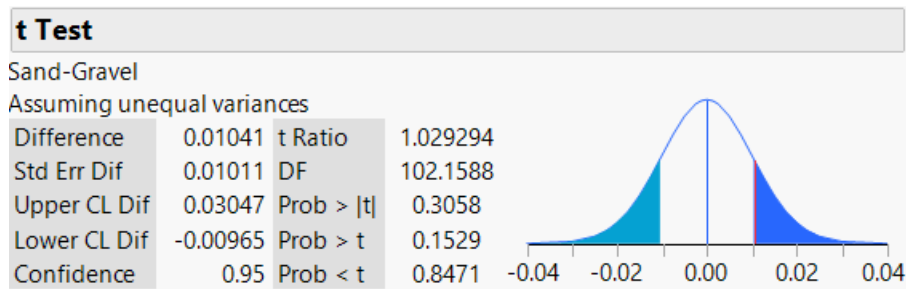 t Test
Sand-Gravel
Assuming unequal variances
Difference 0.01041 t Ratio 1.029294
Std Err Dif 0.01011 DF 102.1588
Upper CL Dif 0.03047 Prob > |t| 0.3058
Lower CL Dif -0.00965 Prob > t 0.1529
Confidence 0.95 Prob < t 0.8471
-0.04 -0.02 0.00 0.02 0.04